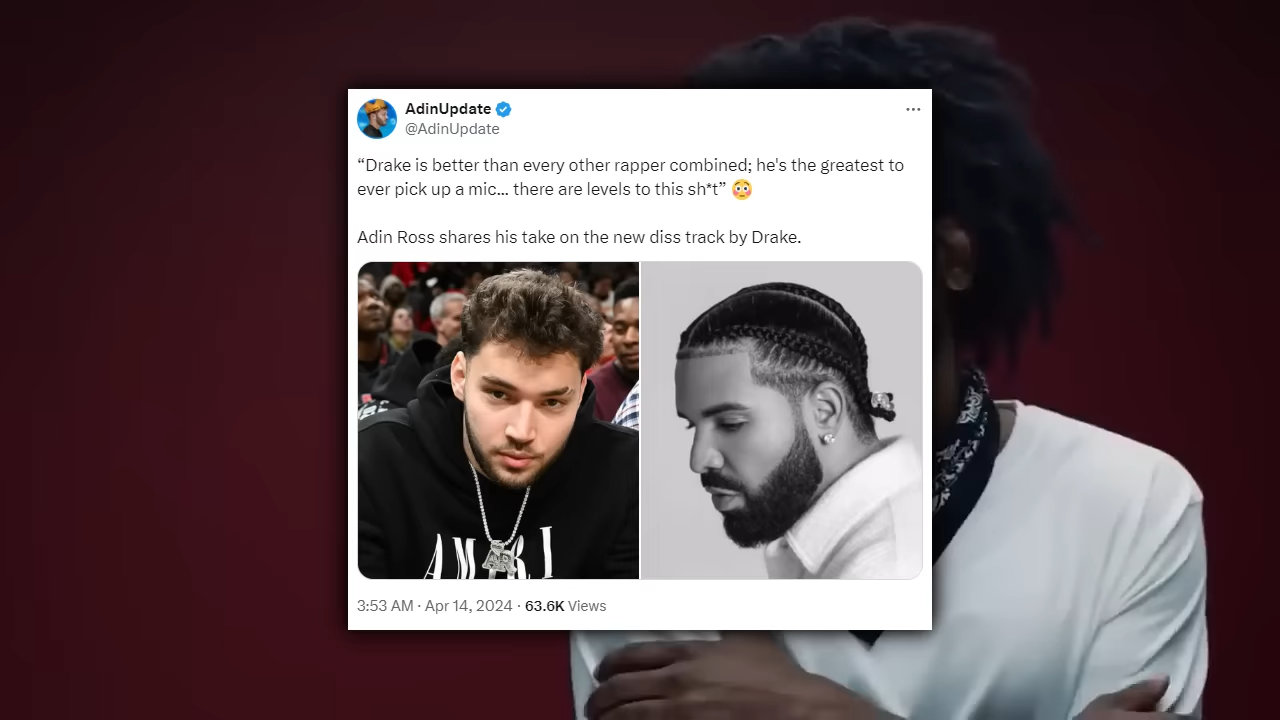 AdinUpdate
@AdinUpdate
“Drake is better than every other rapper combined; he's the greatest to
ever pick up a mic... there are levels to this sh*t” 😳
Adin Ross shares his take on the new diss track by Drake.
AMIRI
AR
3:53 AM · Apr 14, 2024 · 63.6K Views